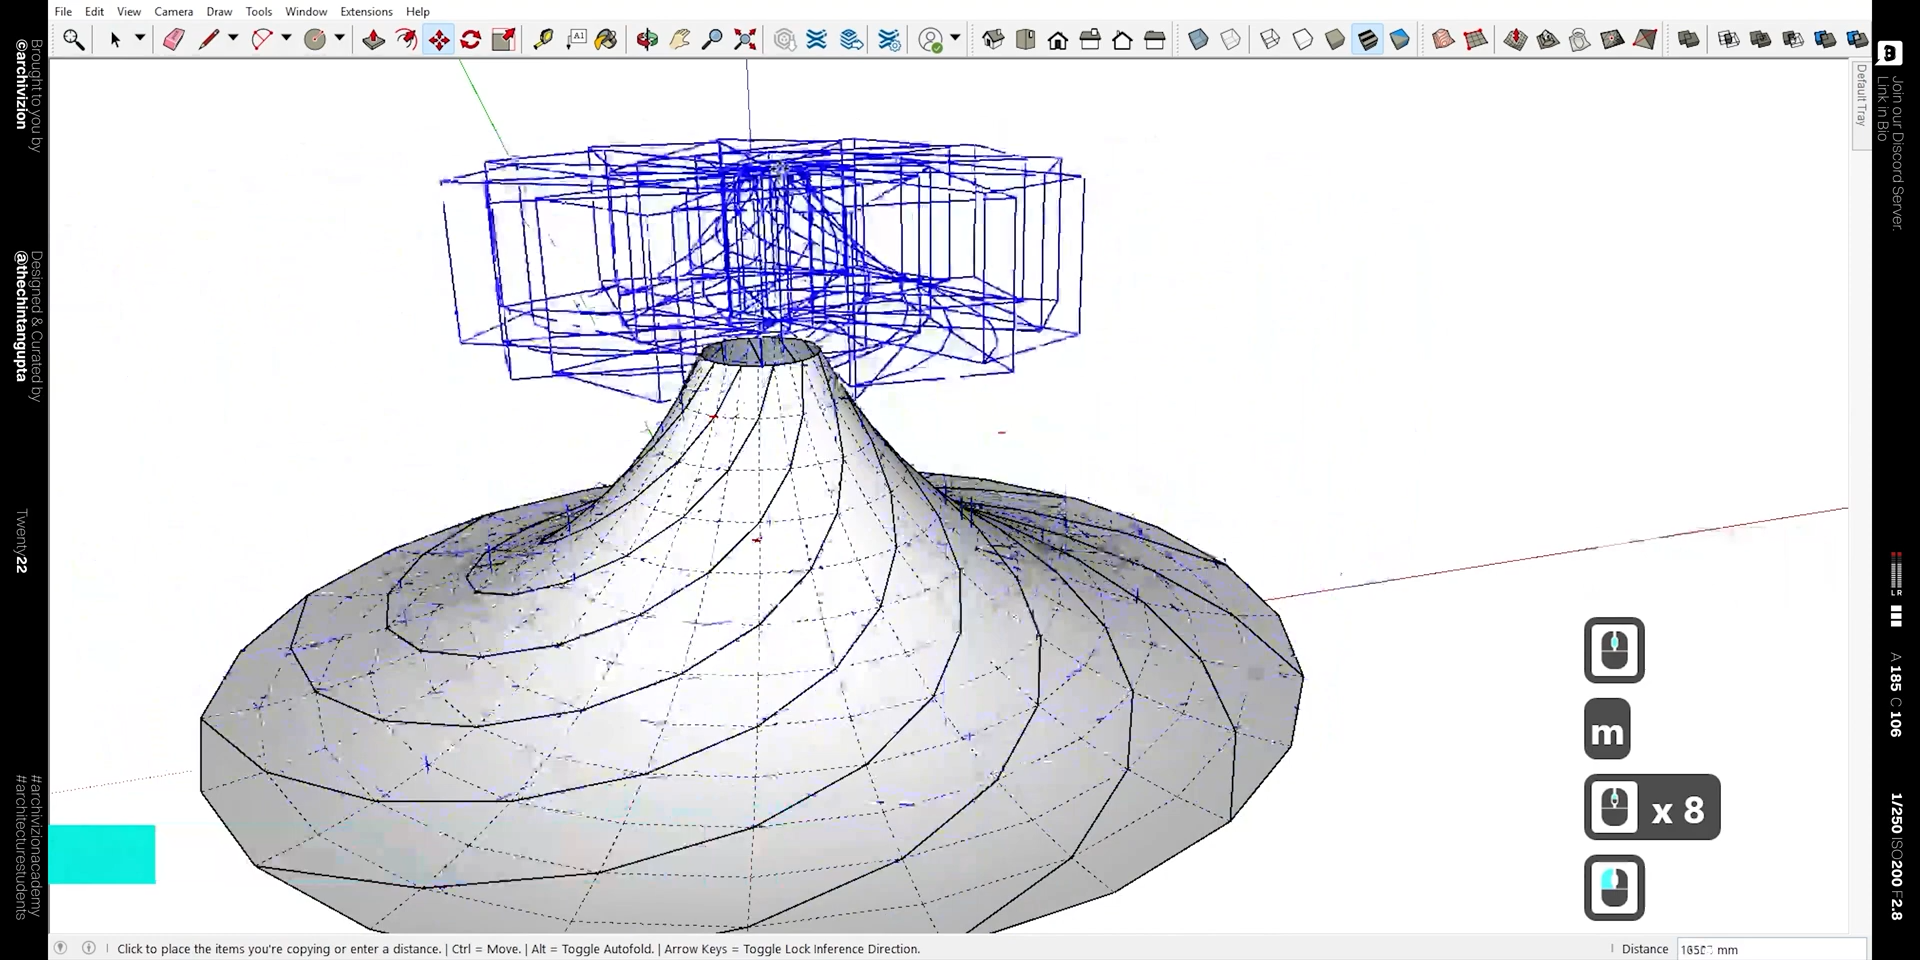 File Edit View Camera Draw Tools Window Extensions Help
A1
Default Tray
Brought to you by
@archivizion
Designed & Curated by
@thechintangupta
Twenty22
#archivizionacademy
#architecturestudents
Join our Discord Server.
Link in Bio
L R
A 185 C 106
1/250 ISO200 F2.8
m
x 8
Click to place the items you're copying or enter a distance. | Ctrl = Move. | Alt = Toggle Autofold. | Arrow Keys = Toggle Lock Inference Direction.
Distance
mm